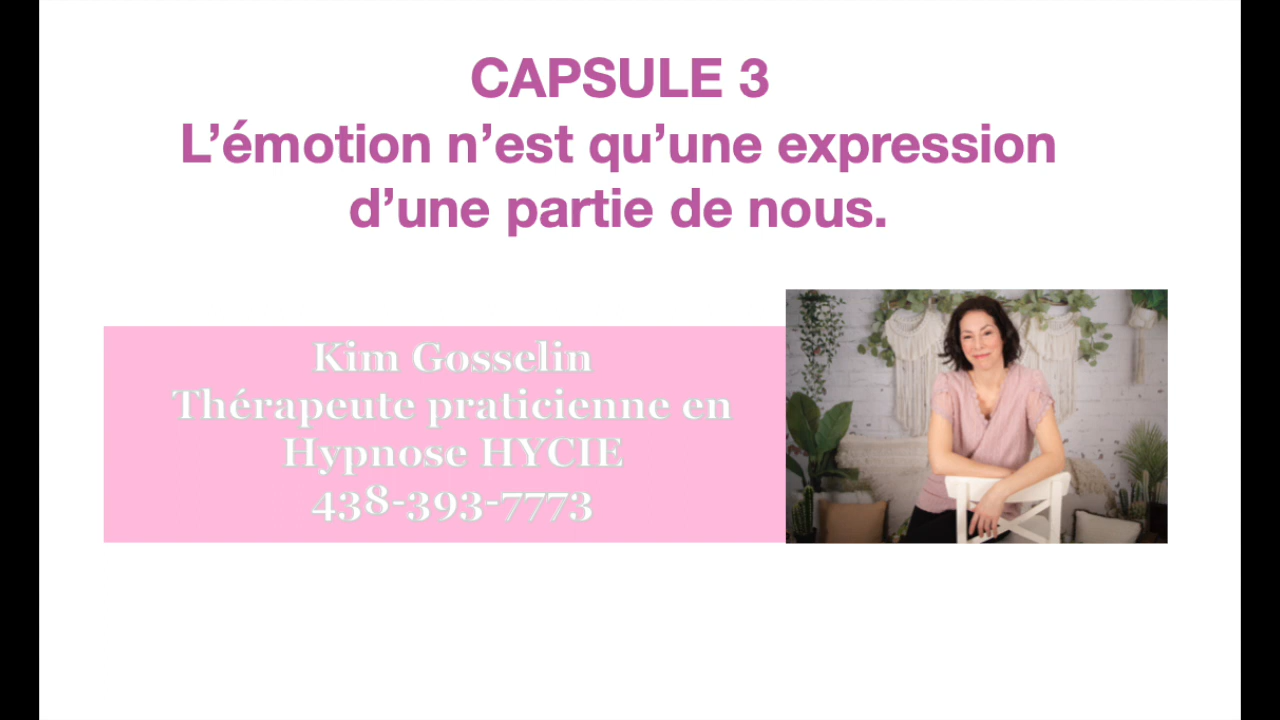 CAPSULE 3
L’émotion n’est qu’une expression
d’une partie de nous.
Kim Gosselin
Thérapeute praticienne en
Hypnose HYCIE
438-393-7773